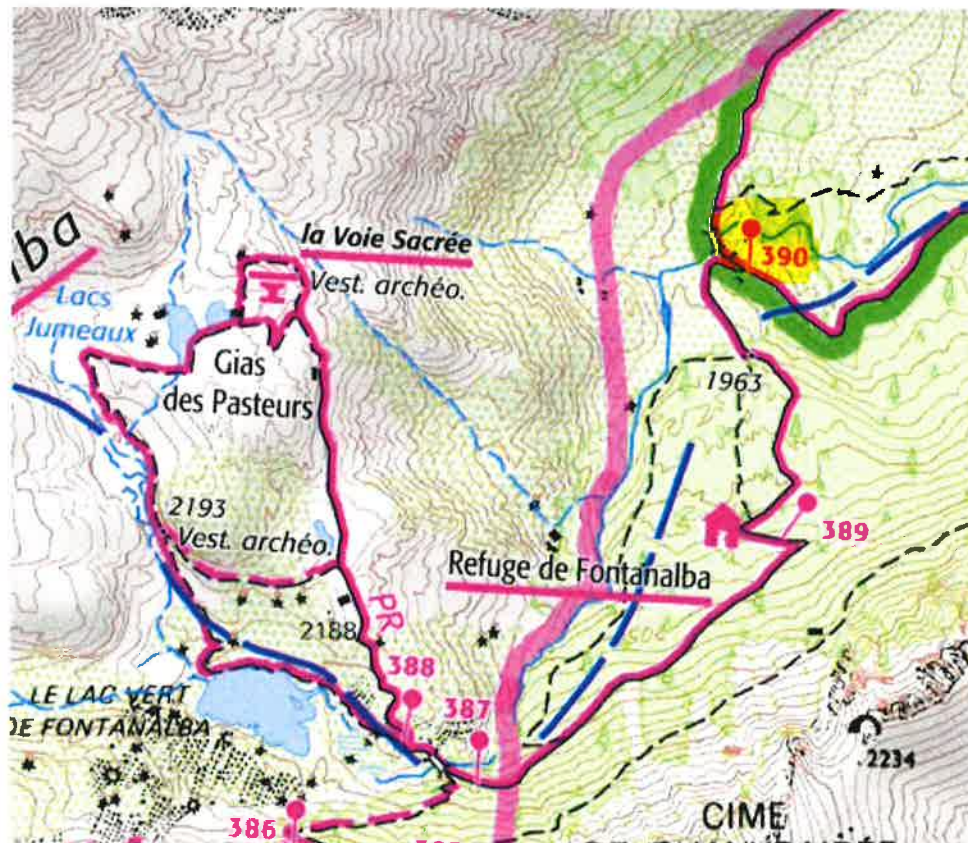 lba
la Voie Sacrée
Vest. archéo.
Lacs
Jumeaux
Gias
des Pasteurs
390
1963
2193
Vest. archéo.
389
Refuge de Fontanalba
PR
2188
388
387
LE LAC VERT
DE FONTANALBA
2234
386
CIME